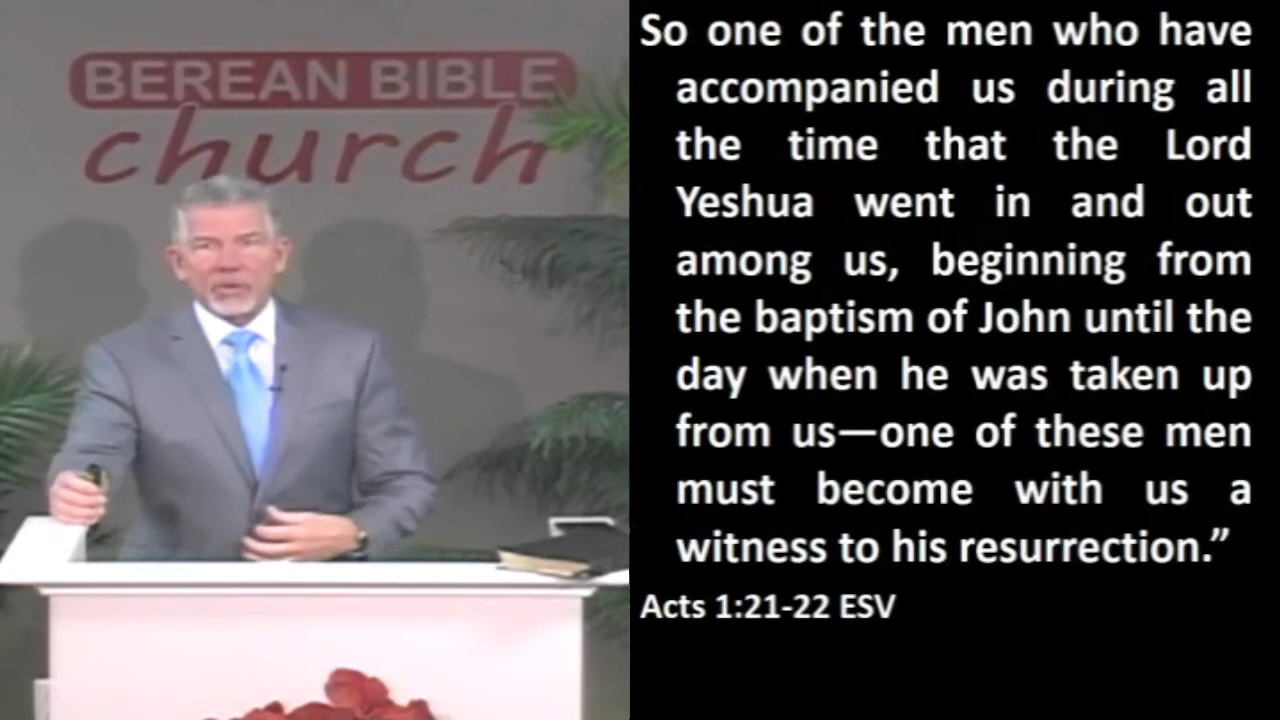 BEREAN BIBLE
church
So one of the men who have
accompanied us during all
the time that the Lord
Yeshua went in and out
among us, beginning from
the baptism of John until the
day when he was taken up
from us—one of these men
must become with us a
witness to his resurrection.”
Acts 1:21-22 ESV